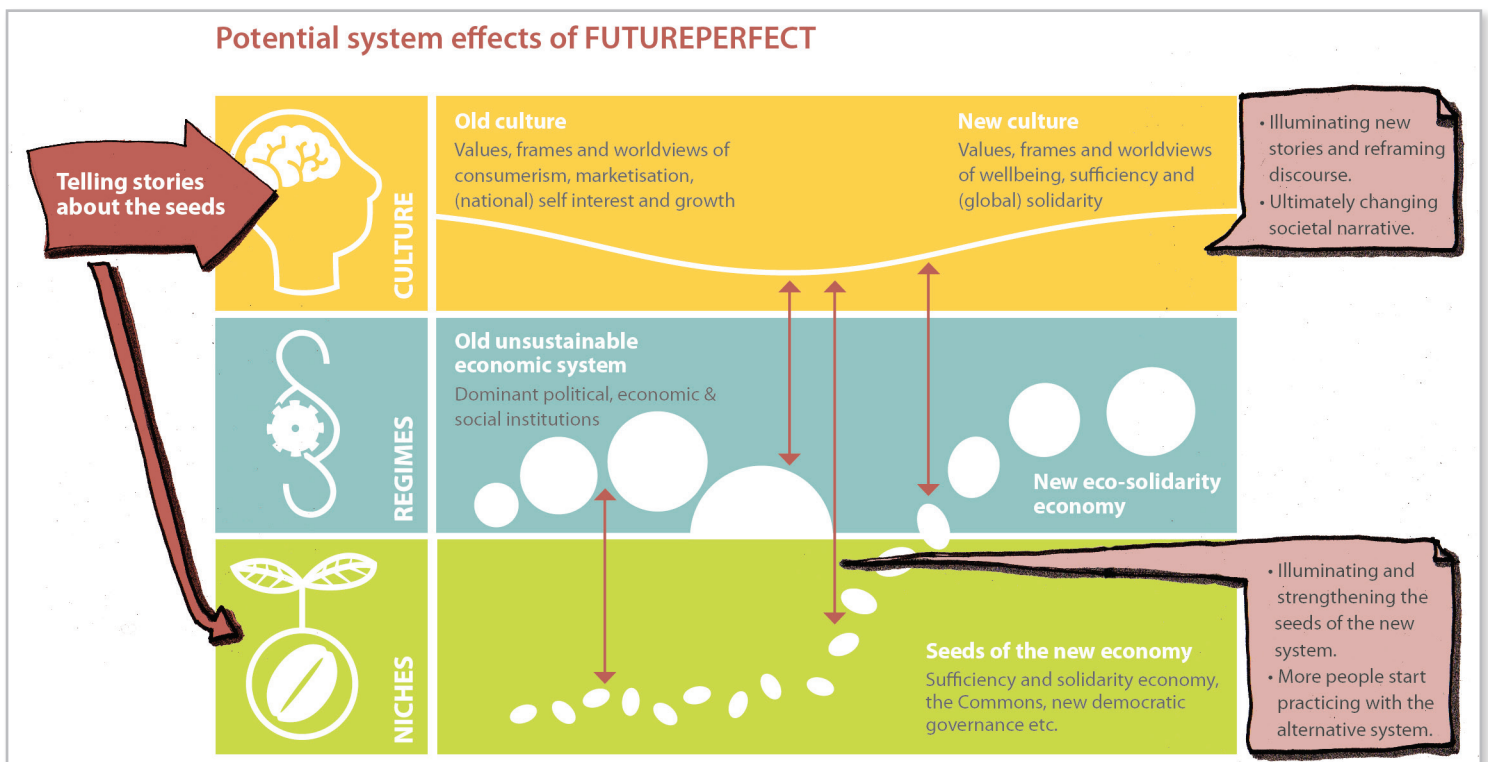 Potential system effects of FUTUREPERFECT
Telling stories
about the seeds
CULTURE
Old culture
Values, frames and worldviews of
consumerism, marketisation,
(national) self interest and growth
New culture
Values, frames and worldviews
of wellbeing, sufficiency and
(global) solidarity
• Illuminating new
stories and reframing
discourse.
• Ultimately changing
societal narrative.
REGIMES
Old unsustainable
economic system
Dominant political, economic &
social institutions
New eco-solidarity
economy
NICHES
Seeds of the new economy
Sufficiency and solidarity economy,
the Commons, new democratic
governance etc.
• Illuminating and
strengthening the
seeds of the new
system.
• More people start
practicing with the
alternative system.